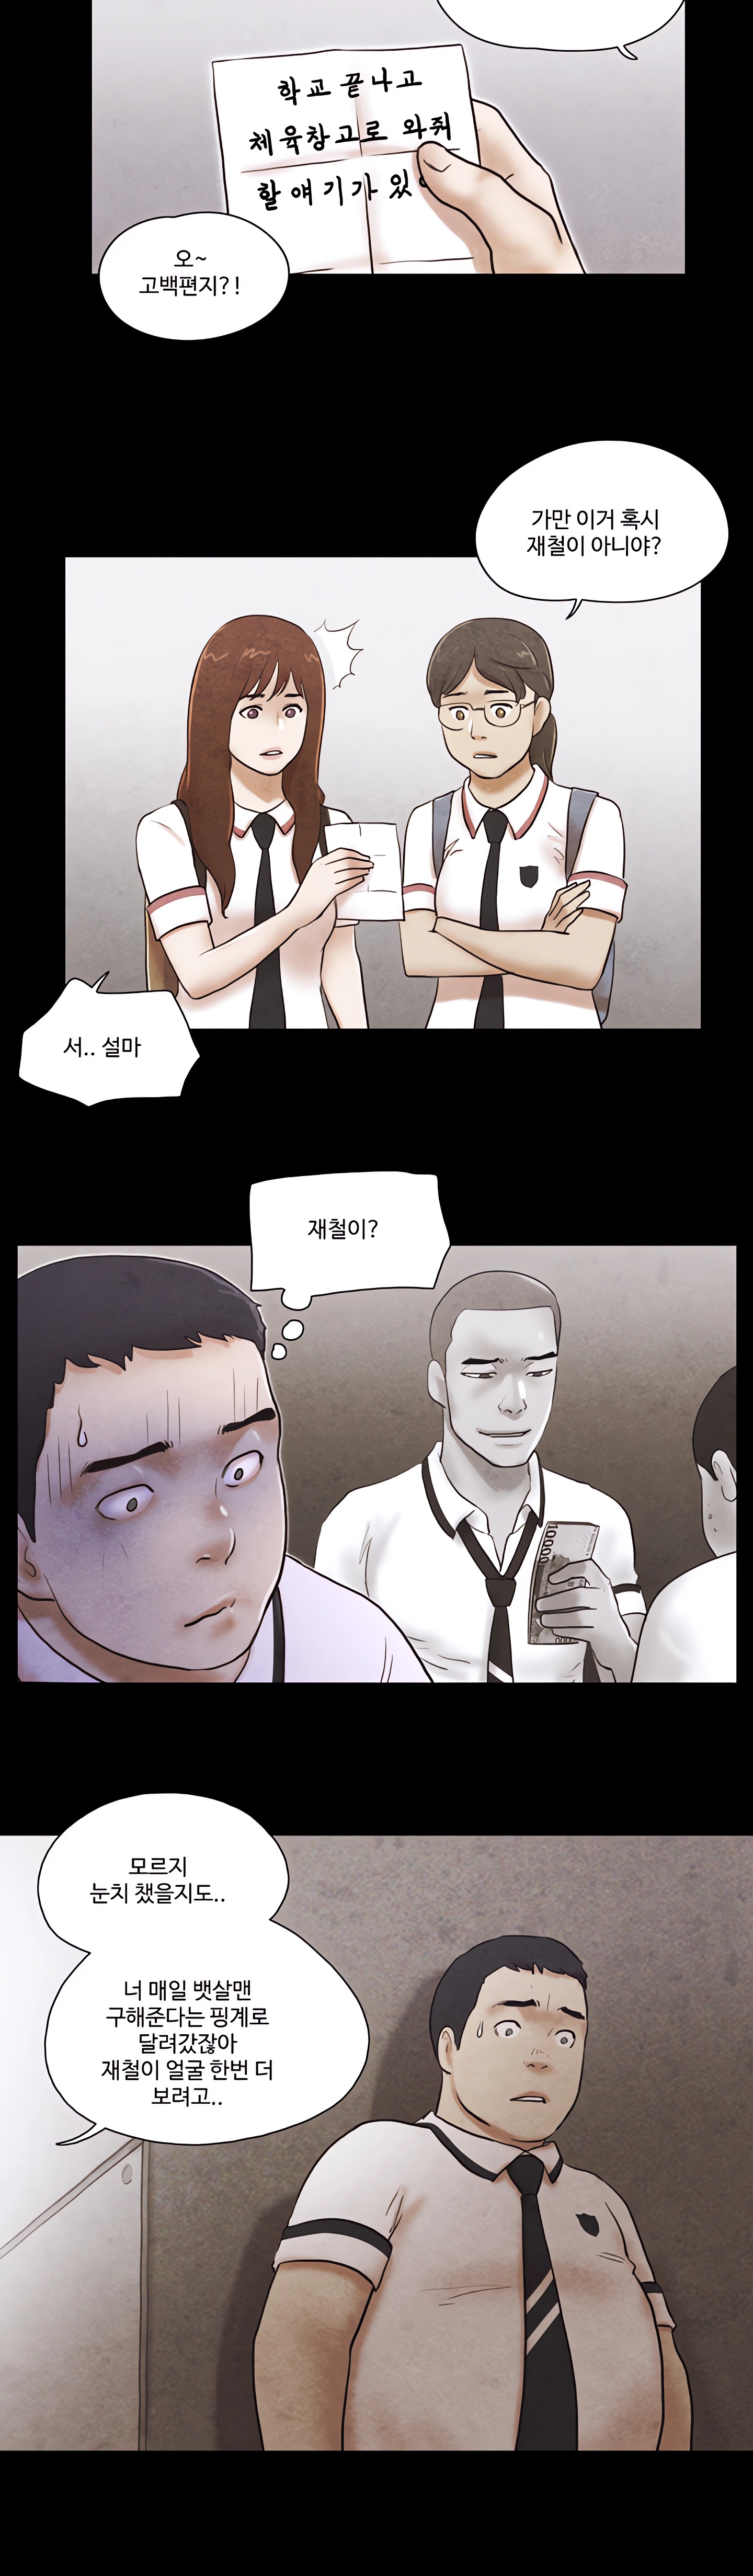 학교 끝나고
체육창고로 와줘
할 얘기가 있
오~
고백편지?!
가만 이거 혹시
재철이 아니야?
서.. 설마
재철이?
10000
모르지
눈치 챘을지도..
너 매일 뱃살맨
구해준다는 핑계로
달려갔잖아
재철이 얼굴 한번 더
보려고..